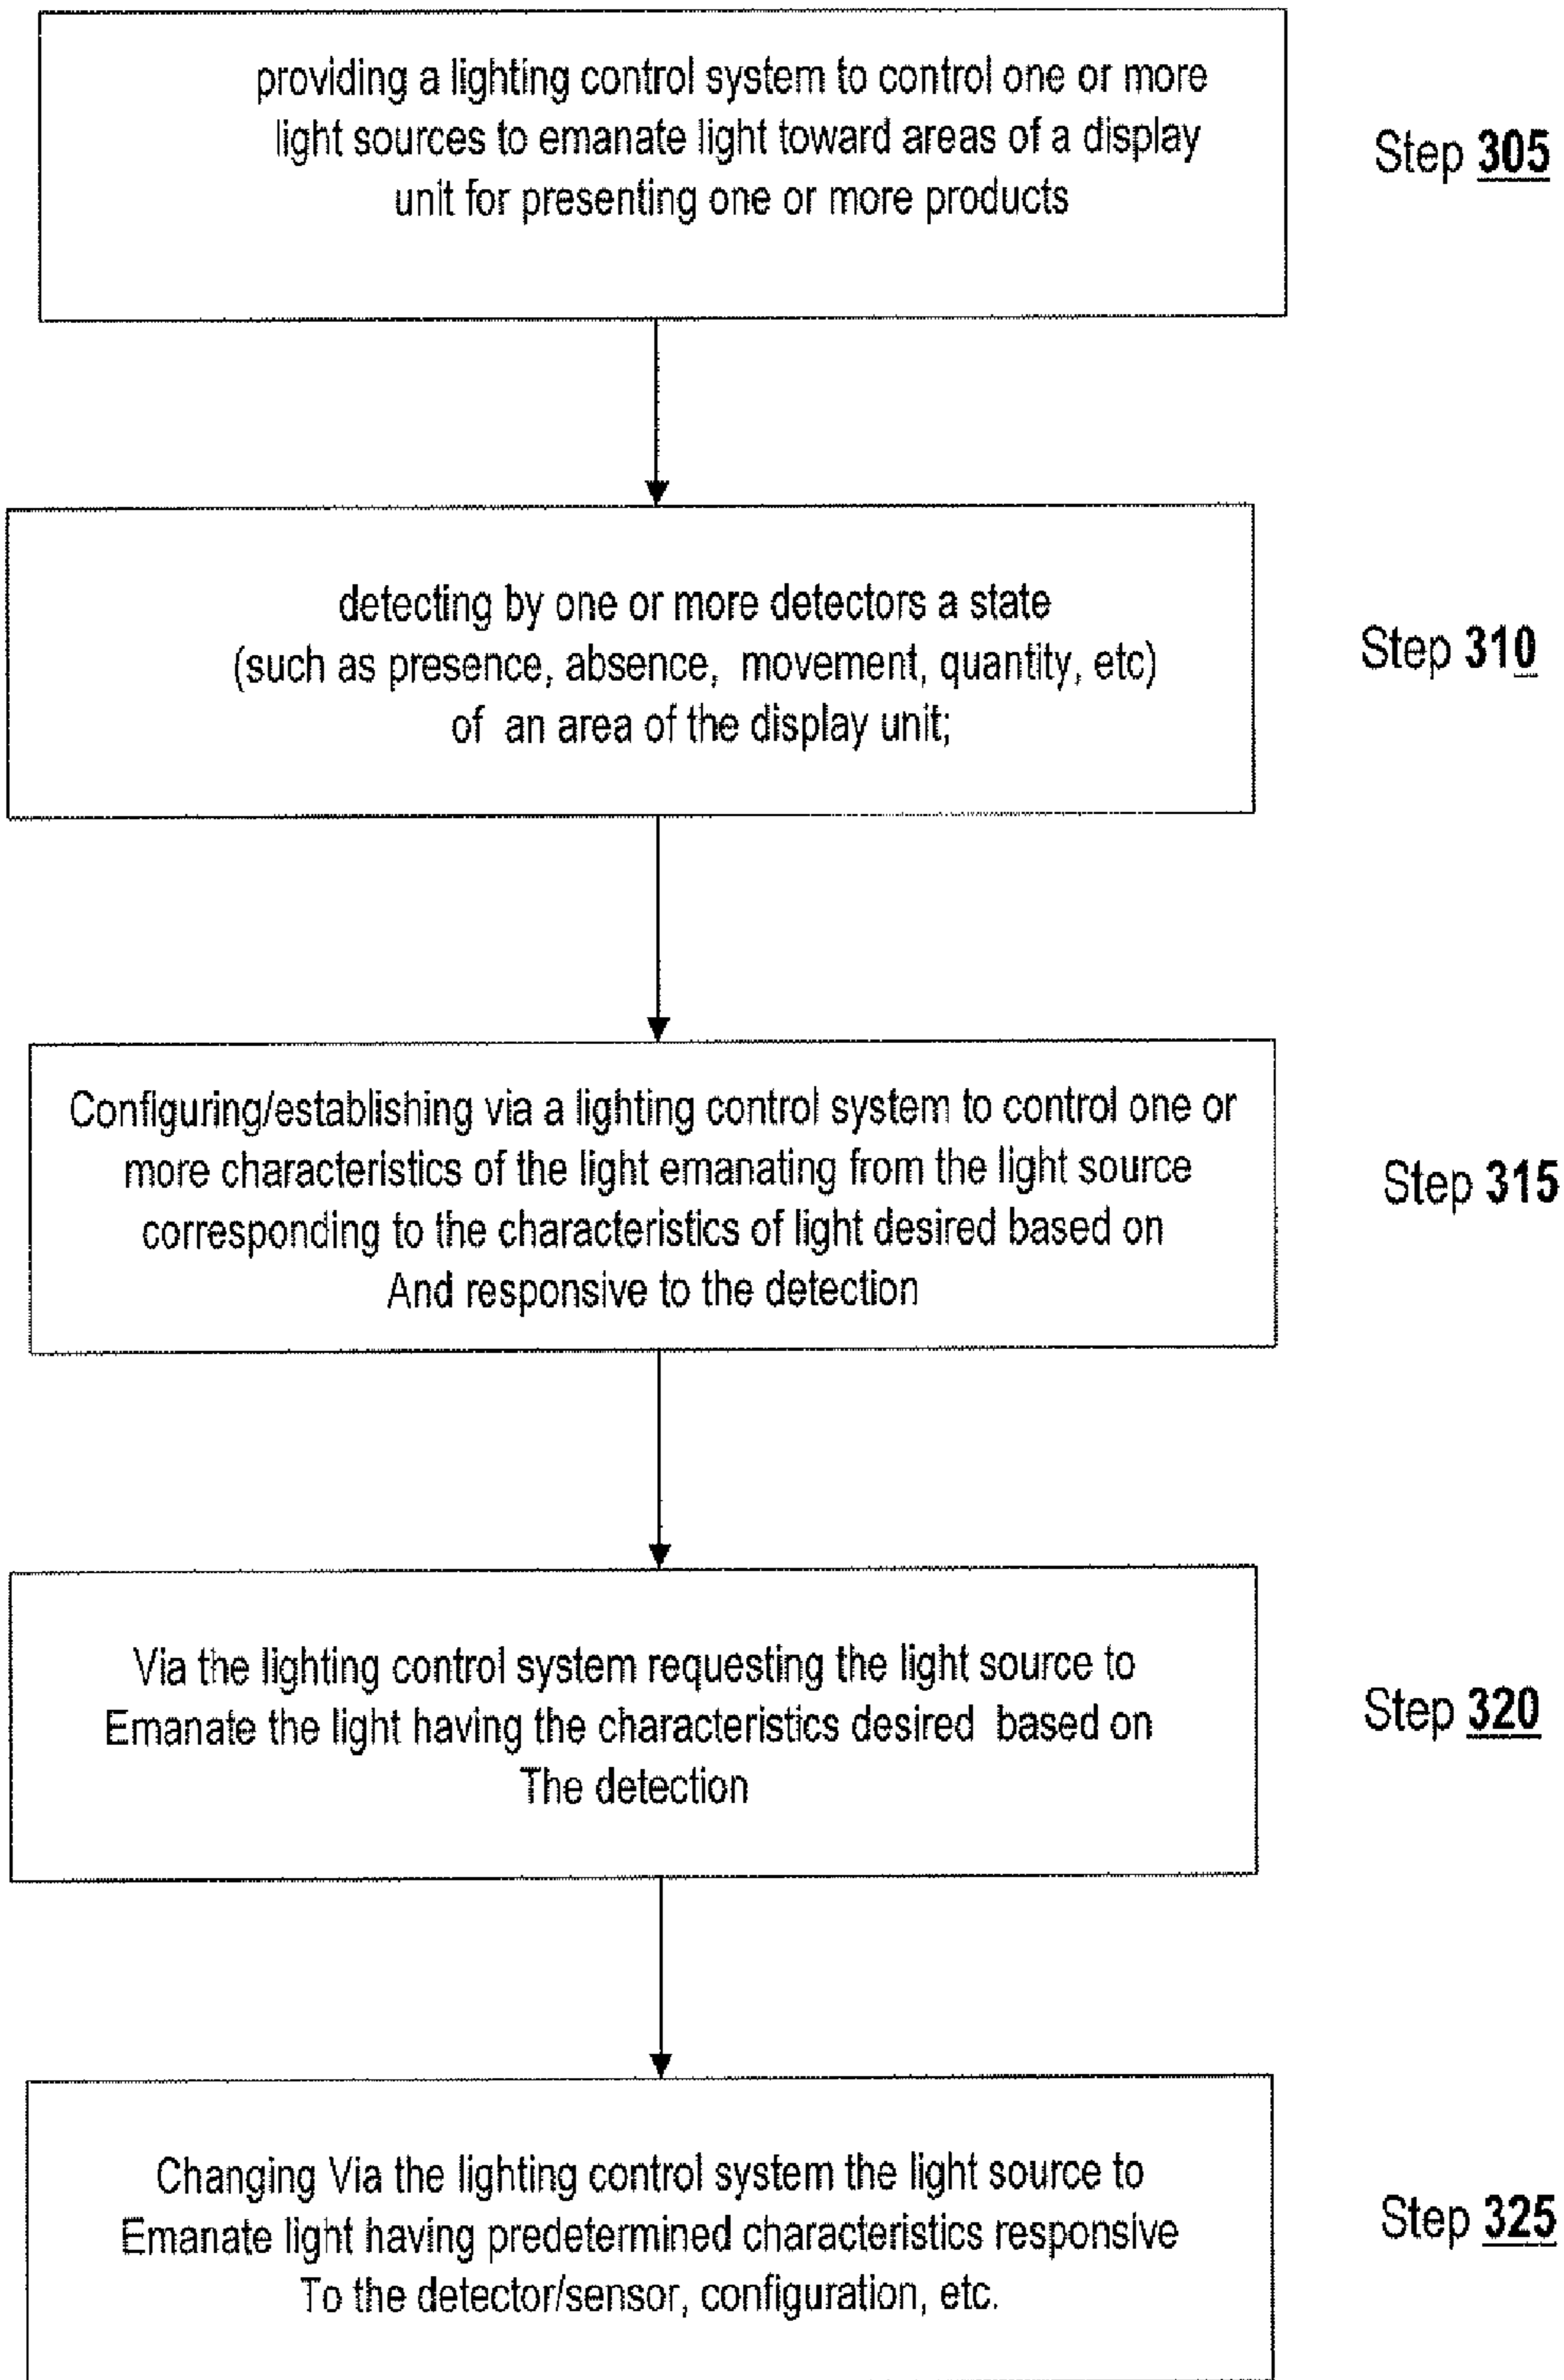 providing a lighting control system to control one or more
light sources to emanate light toward areas of a display
unit for presenting one or more products
Step 305
detecting by one or more detectors a state
(such as presence, absence, movement, quantity, etc)
of an area of the display unit;
Step 310
Configuring/establishing via a lighting control system to control one or
more characteristics of the light emanating from the light source
corresponding to the characteristics of light desired based on
And responsive to the detection
Step 315
Via the lighting control system requesting the light source to
Emanate the light having the characteristics desired based on
The detection
Step 320
Changing Via the lighting control system the light source to
Emanate light having predetermined characteristics responsive
To the detector/sensor, configuration, etc.
Step 325